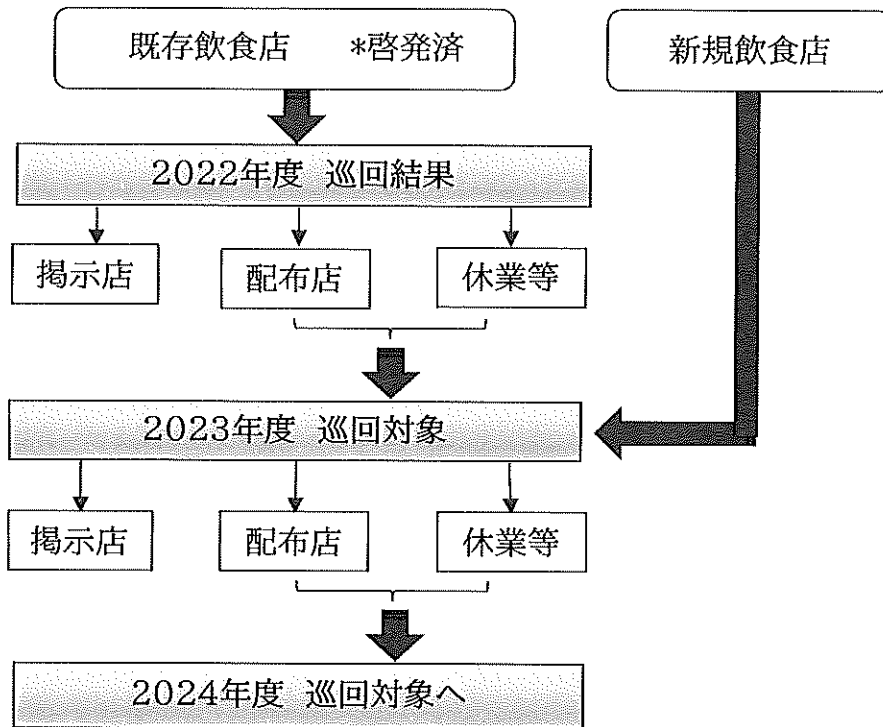 既存飲食店　*啓発済
新規飲食店
2022年度 巡回結果
掲示店
配布店
休業等
2023年度 巡回対象
掲示店
配布店
休業等
2024年度 巡回対象へ